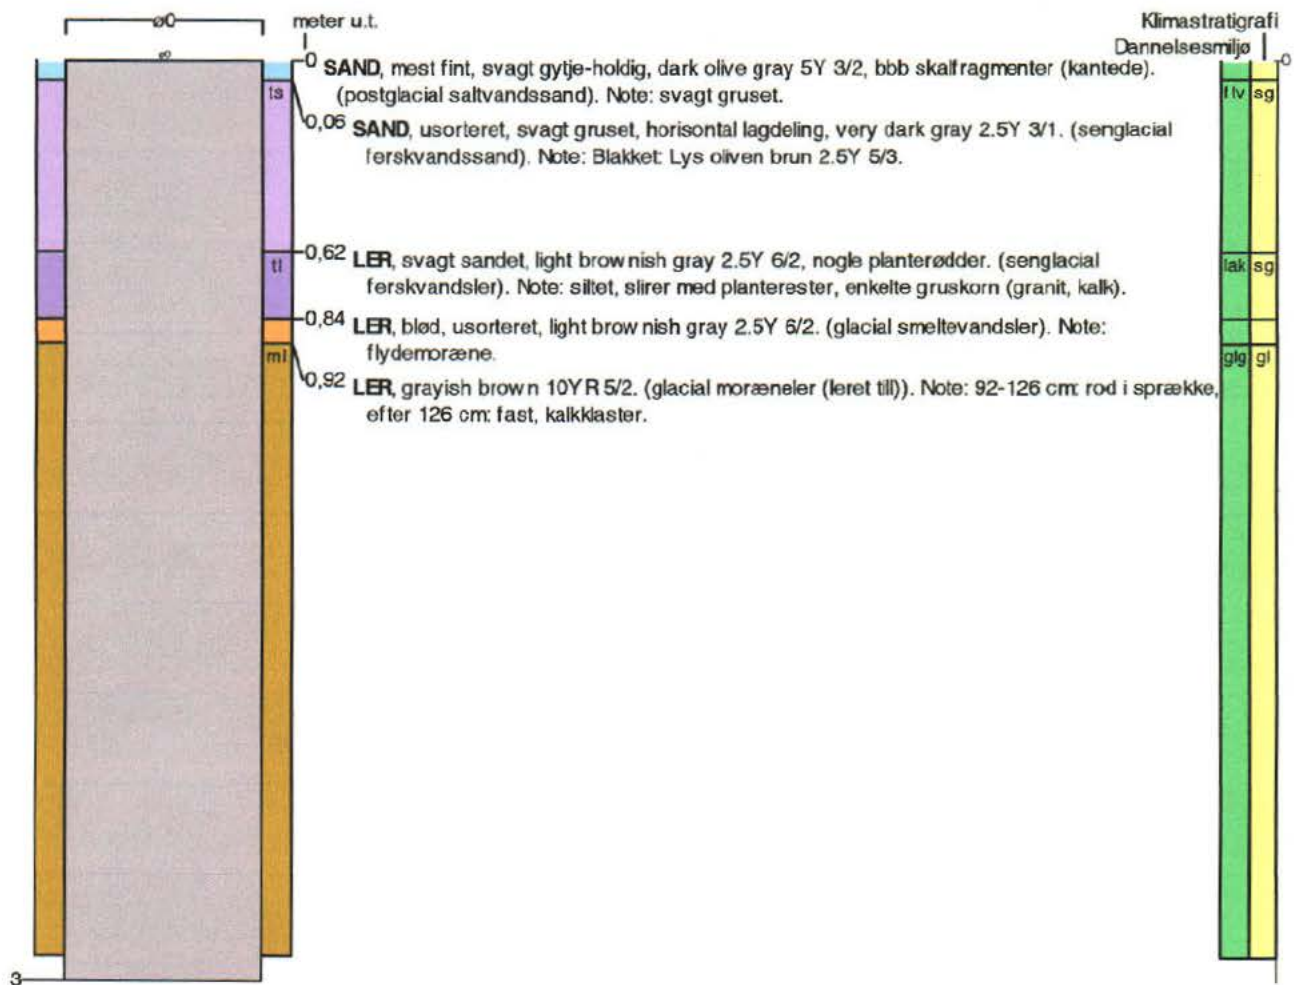 ø0
meter u.t.
Klimastratigrafi
Dannelsesmiljø
0
0
SAND, mest fint, svagt gytje-holdig, dark olive gray 5Y 3/2, bbb skalfragmenter (kantede).
(postglacial saltvandssand). Note: svagt gruset.
ts
flv sg
0,06
SAND, usorteret, svagt gruset, horisontal lagdeling, very dark gray 2.5Y 3/1. (senglacial
ferskvandssand). Note: Blakket: Lys oliven brun 2.5Y 5/3.
0,62
LER, svagt sandet, light brownish gray 2.5Y 6/2, nogle planterødder. (senglacial
ferskvandsler). Note: siltet, slirer med planterester, enkelte gruskorn (granit, kalk).
tl
lak sg
0,84
LER, blød, usorteret, light brownish gray 2.5Y 6/2. (glacial smeltevandsler). Note:
flydemoræne.
ml
glg gl
0,92
LER, grayish brown 10YR 5/2. (glacial moræneler (leret till)). Note: 92-126 cm: rod i sprække,
efter 126 cm: fast, kalkklaster.
3